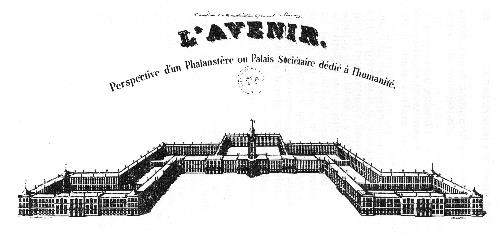 L'AVENIR.
Perspective d'un Phalanstère ou Palais Sociétaire dédié à l'humanité.